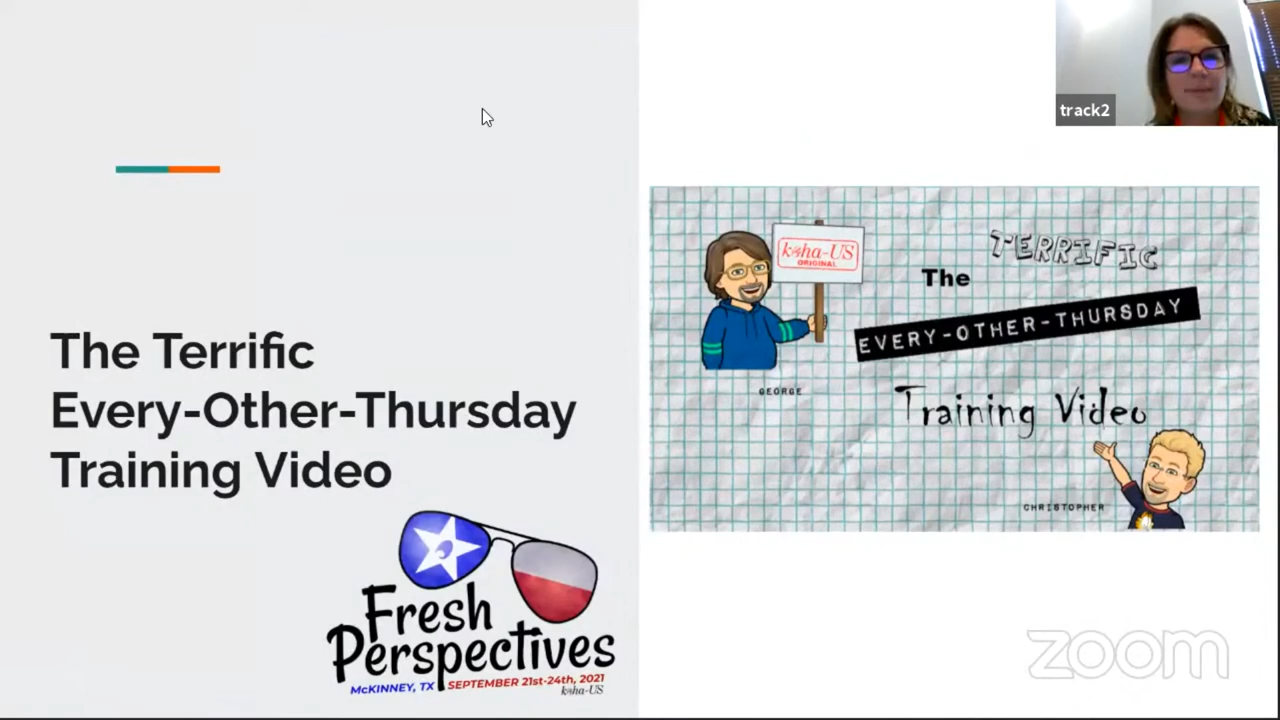 track2
The Terrific
Every-Other-Thursday
Training Video
Fresh
Perspectives
McKINNEY, TX SEPTEMBER 21st-24th, 2021
koha-US
koha-US
ORIGINAL
GEORGE
TERRIFIC
The
EVERY-OTHER-THURSDAY
Training Video
CHRISTOPHER
zoom